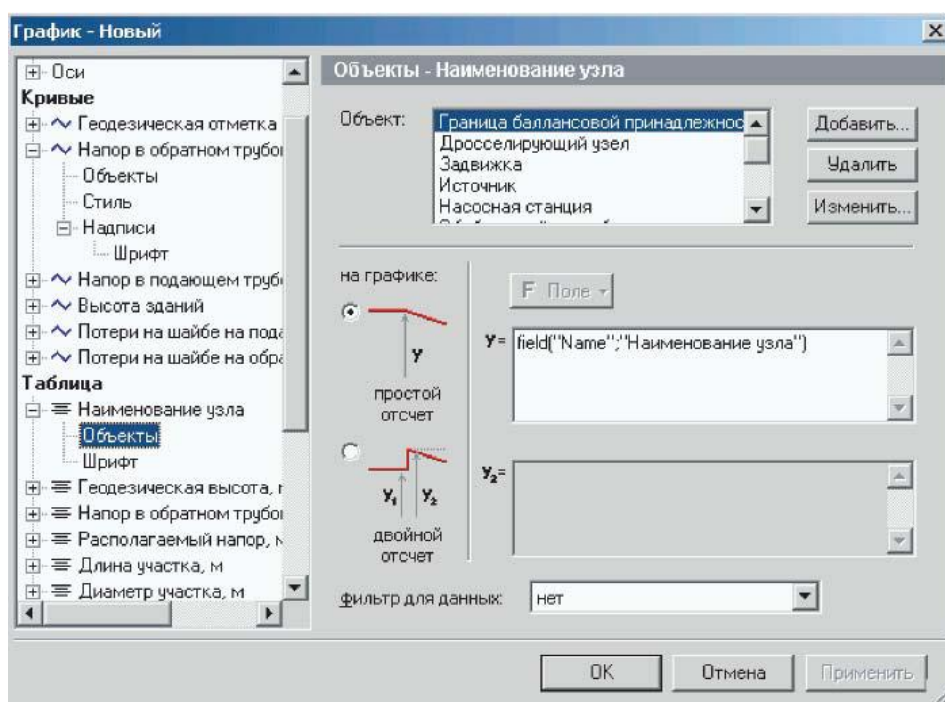 График - Новый
Оси
Кривые
Геодезическая отметка
Напор в обратном трубо
Объекты
Стиль
Надписи
Шрифт
Напор в подающем труб
Высота зданий
Потери на шайбе на пода
Потери на шайбе на обра
Таблица
Наименование узла
Объекты
Шрифт
Геодезическая высота,
Напор в обратном трубо
Располагаемый напор,
Длина участка, м
Диаметр участка, м
Объекты - Наименование узла
Объект:
Граница баллансовой принадлежнос
Дросселирующий узел
Задвижка
Источник
Насосная станция
Добавить...
Удалить
Изменить...
на графике:
y
простой
отсчет
y₁ y₂
двойной
отсчет
F Поле
y= field("Name";"Наименование узла")
y₂=
фильтр для данных: нет
OK Отмена Применить